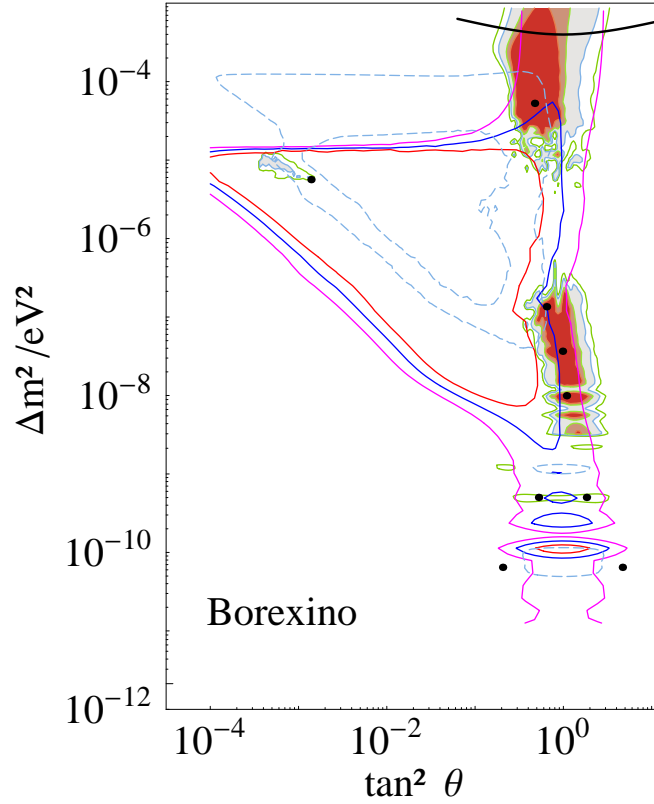 10⁻⁴
10⁻⁶
Δm² /eV²
10⁻⁸
10⁻¹⁰
Borexino
10⁻¹²
10⁻⁴ 10⁻² 10⁰
tan² θ